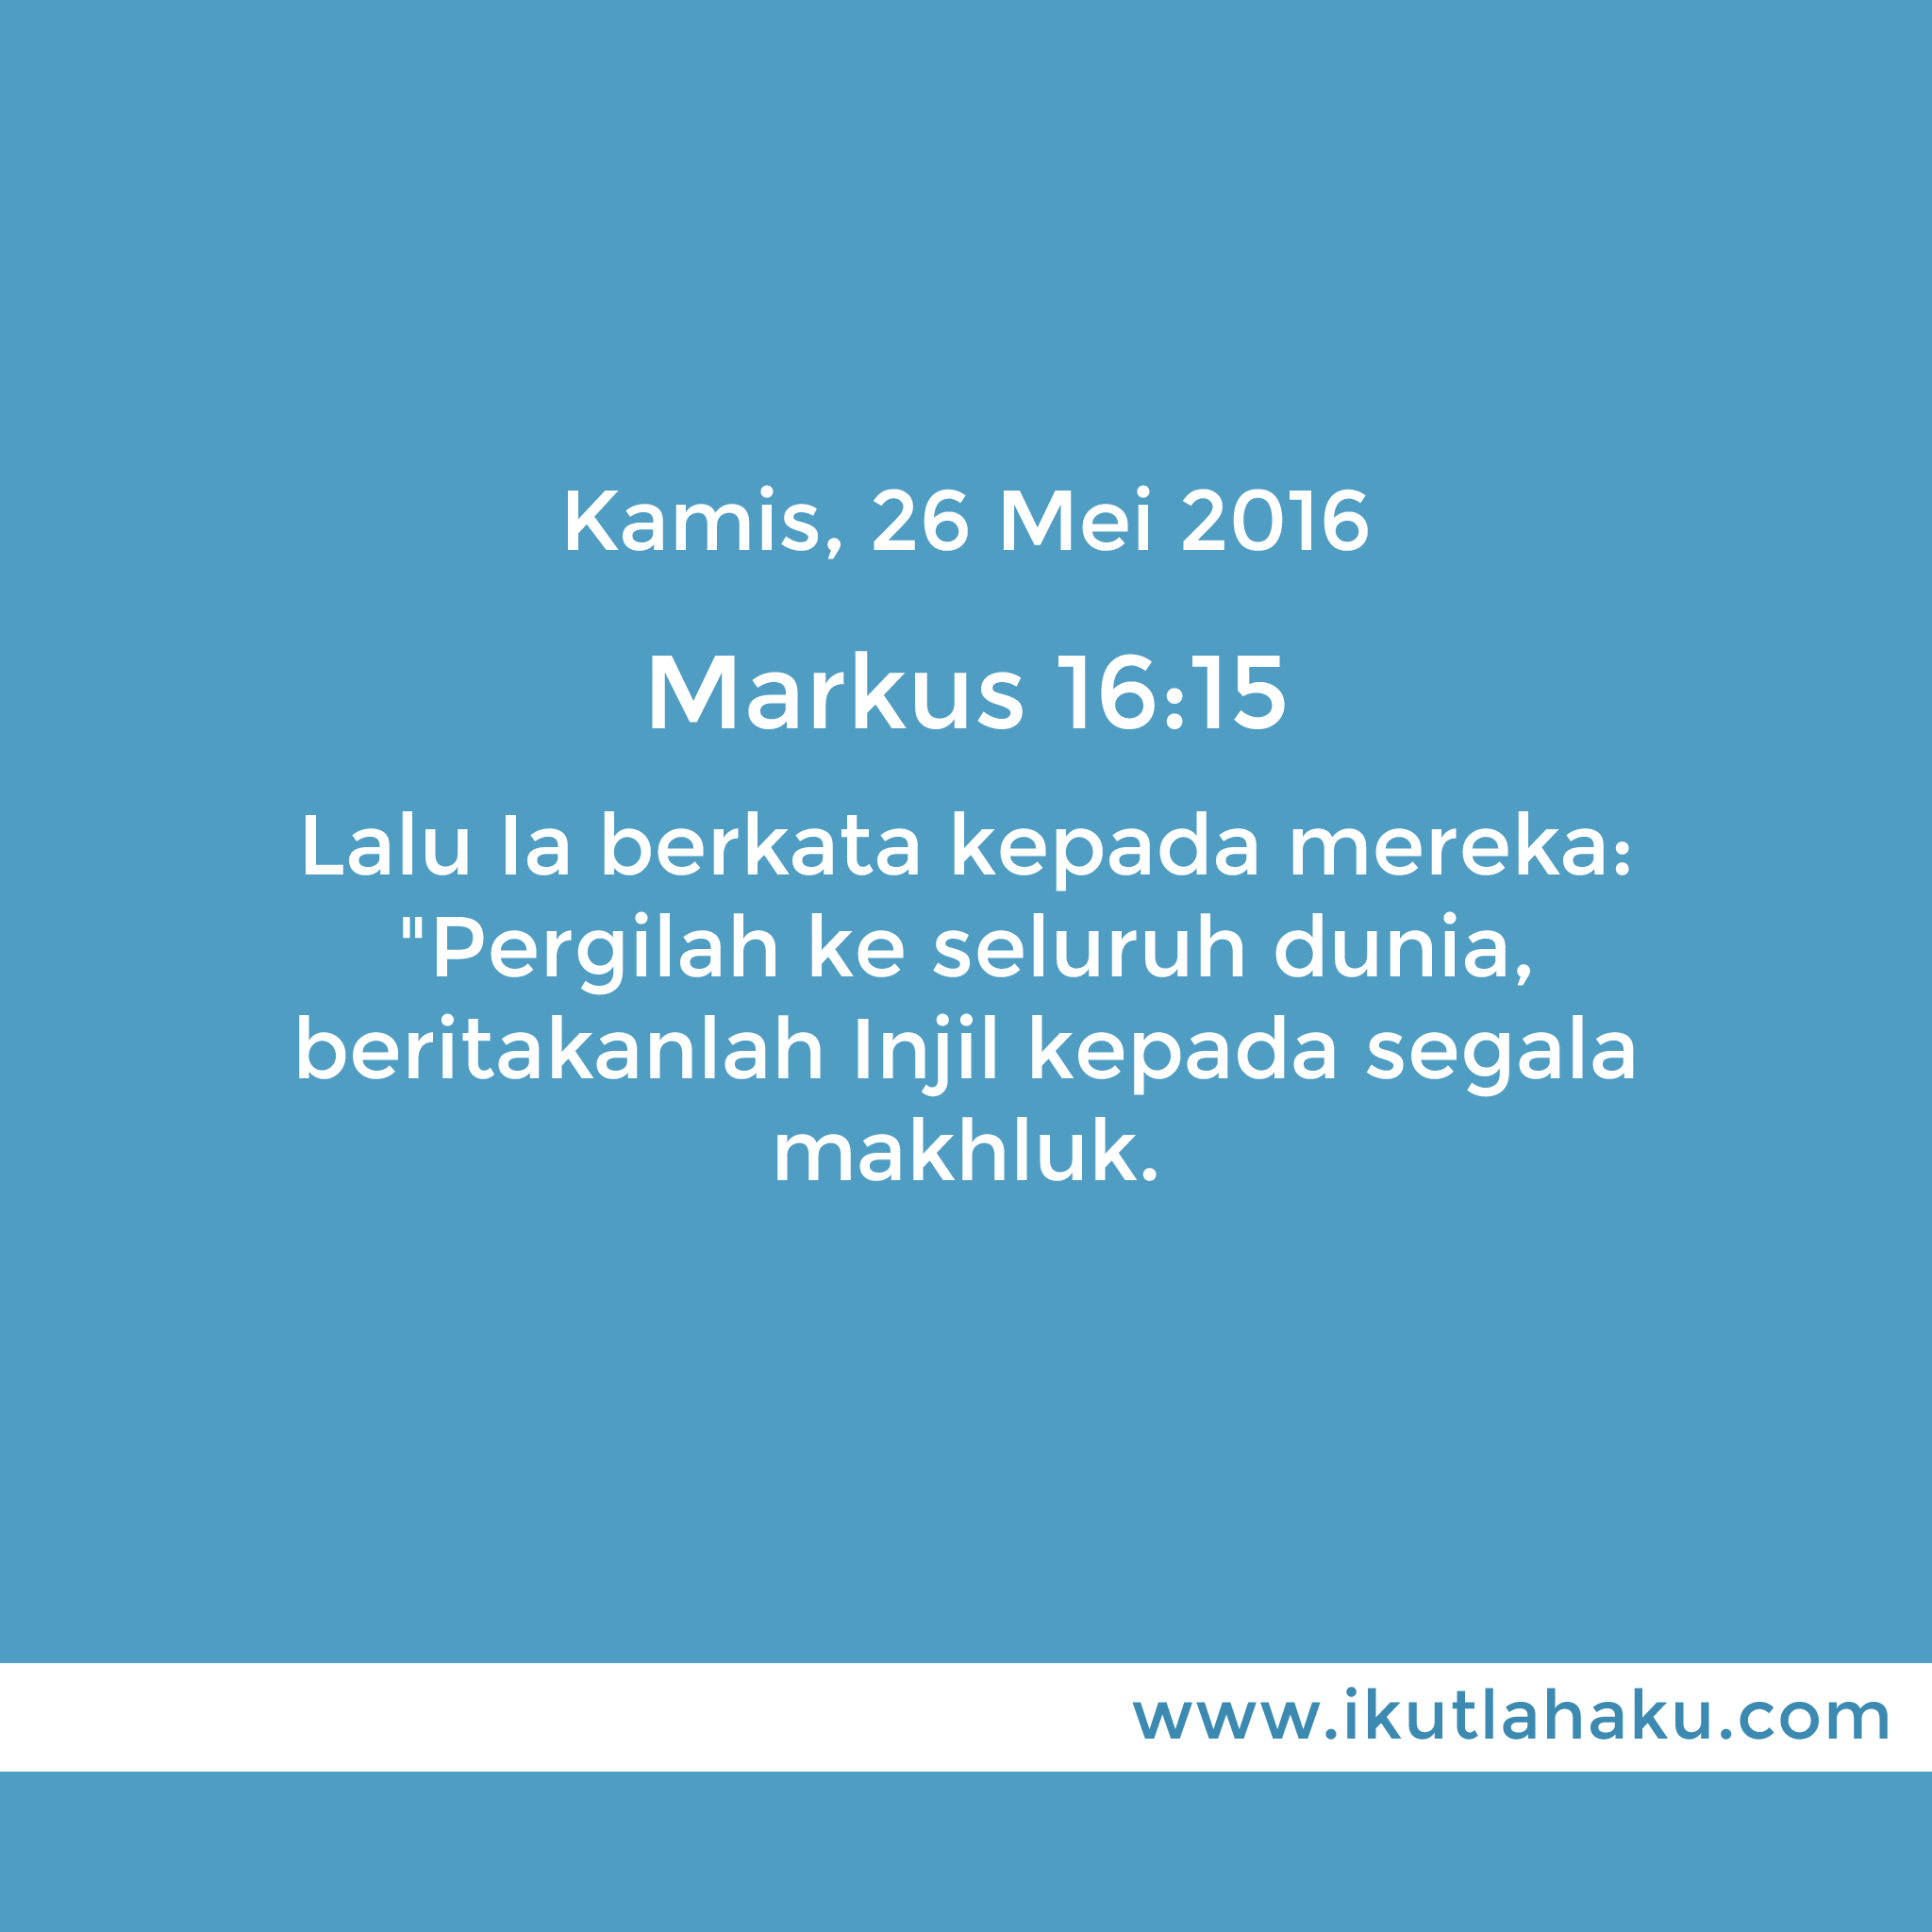 Kamis, 26 Mei 2016
Markus 16:15
Lalu Ia berkata kepada mereka:
"Pergilah ke seluruh dunia,
beritakanlah Injil kepada segala
makhluk.
www.ikutlahaku.com